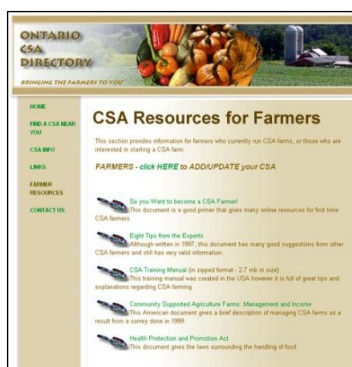 ONTARIO
CSA
DIRECTORY
BRINGING THE FARMERS TO YOU
HOME
FIND A CSA NEAR
YOU
CSA INFO
LINKS
FARMER
RESOURCES
CONTACT US
CSA Resources for Farmers
This section provides information for farmers who currently run CSA farms, or those who are
interested in starting a CSA farm.
FARMERS - click HERE to ADD/UPDATE your CSA.
So you Want to become a CSA Farmer!
This document is a good primer that gives many online resources for first time
CSA farmers.
Eight Tips from the Experts
Although written in 1997, this document has many good suggestions from other
CSA farmers and still has very valid information.
CSA Training Manual (in zipped format - 2.7 mb in size)
This training manual was created in the USA however it is full of great tips and
explanations regarding CSA farming.
Community Supported Agriculture Farms: Management and Income
This American document gives a brief description of managing CSA farms as a
result from a survey done in 1999.
Health Protection and Promotion Act
This document gives the laws surrounding the handling of food.